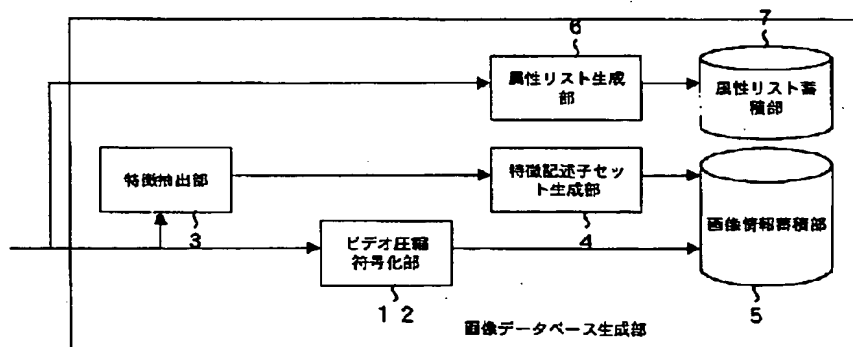 6
7
属性リスト生成
部
属性リスト蓄
積部
特徴抽出部
3
特徴記述子セッ
ト生成部
4
画像情報蓄積部
5
ビデオ圧縮
符号化部
1 2
画像データベース生成部